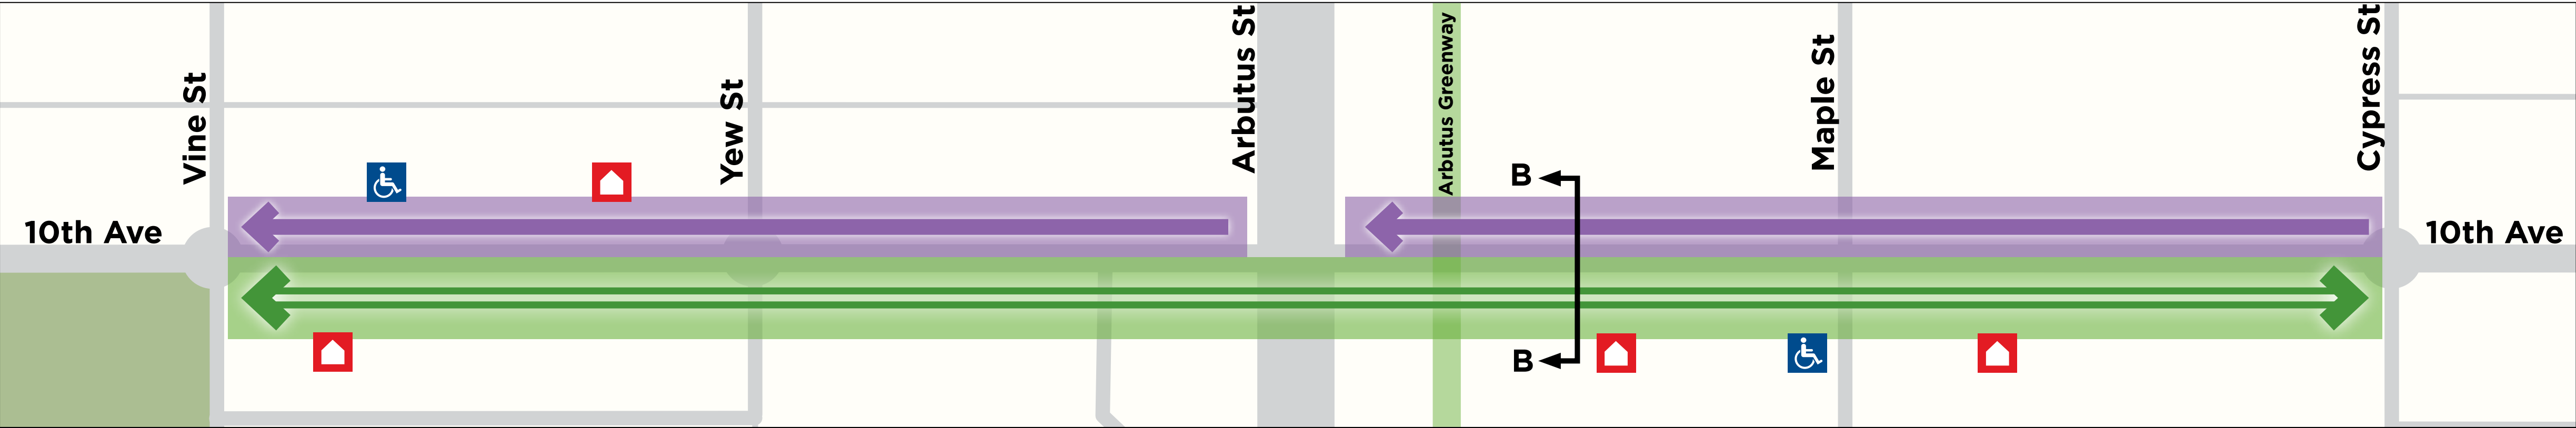 Vine St
Yew St
Arbutus St
Arbutus Greenway
Maple St
Cypress St
B
10th Ave
10th Ave
B